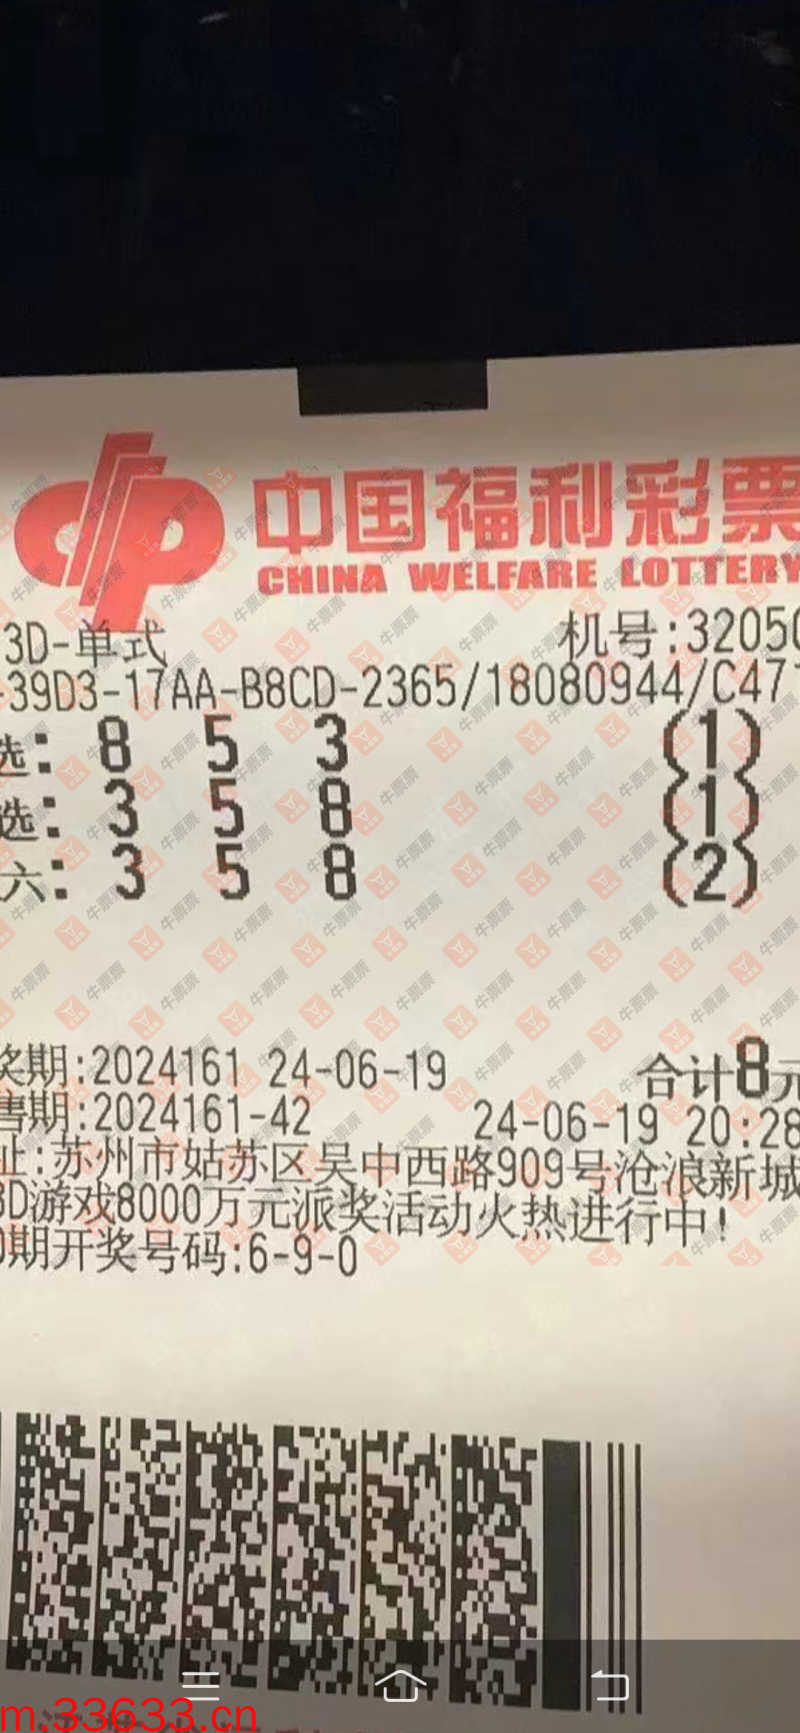 中国福利彩票
CHINA WELFARE LOTTERY
3D-单式
机号:32050
-39D3-17AA-B8CD-2365/18080944/C47
选: 8 5 3 (1)
选: 3 5 8 (1)
六: 3 5 8 (2)
奖期:2024161 24-06-19 合计8元
售期:2024161-42 24-06-19 20:28
址:苏州市姑苏区吴中西路909号沧浪新城
3D游戏8000万元派奖活动火热进行中!
0期开奖号码:6-9-0
m.33633.cn
牛票票